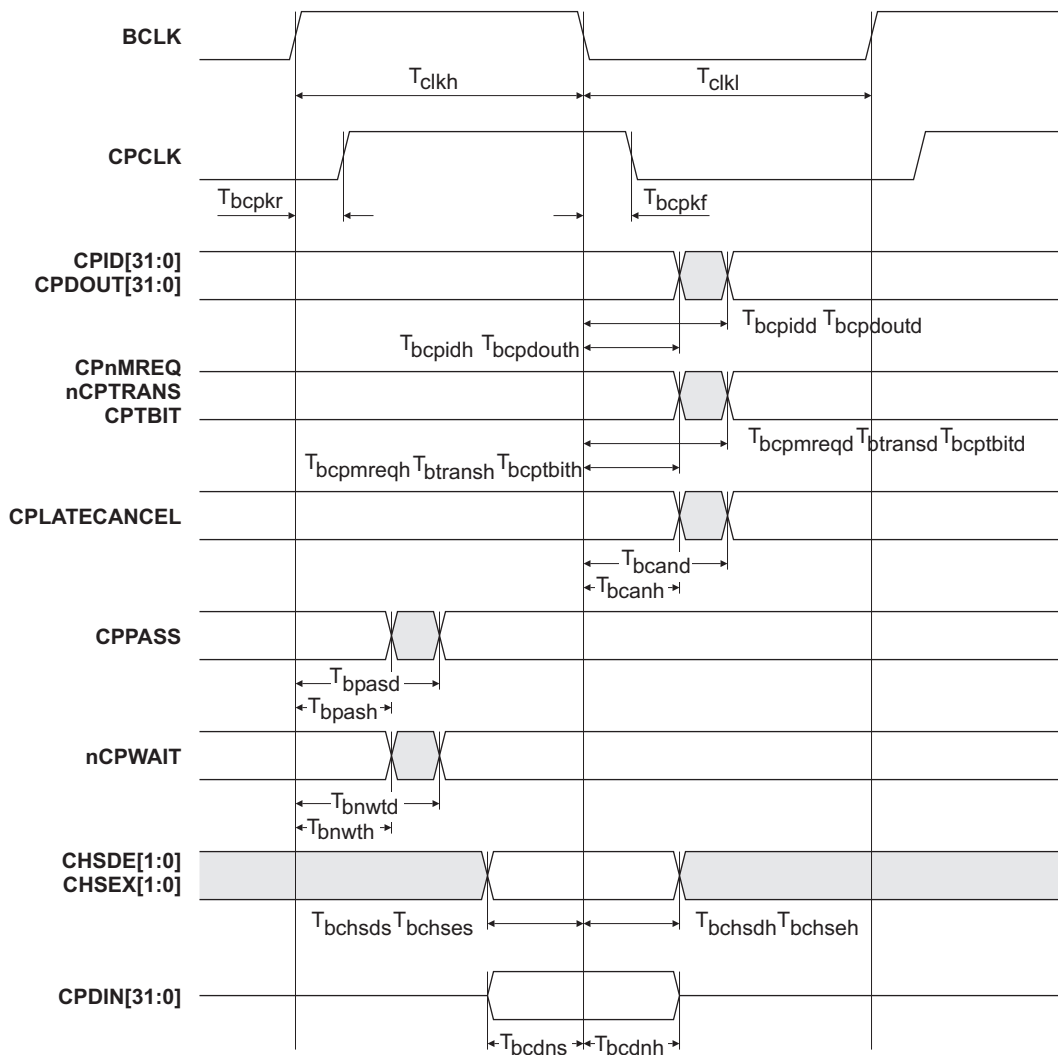 BCLK
Tclkh
Tclkl
CPCLK
Tbcpkr
Tbcpkf
CPID[31:0]
CPDOUT[31:0]
Tbcpidd Tbcpdoutd
Tbcpidh Tbcpdouth
CPnMREQ
nCPTRANS
CPTBIT
Tbcpmreqd Tbtransd Tbcptbitd
Tbcpmreqh Tbtransh Tbcptbith
CPLATECANCEL
Tbcand
Tbcanh
CPPASS
Tbpasd
Tbpash
nCPWAIT
Tbnwtd
Tbnwth
CHSDE[1:0]
CHSEX[1:0]
Tbchsds Tbchses
Tbchsdh Tbchseh
CPDIN[31:0]
Tbcdns
Tbcdnh